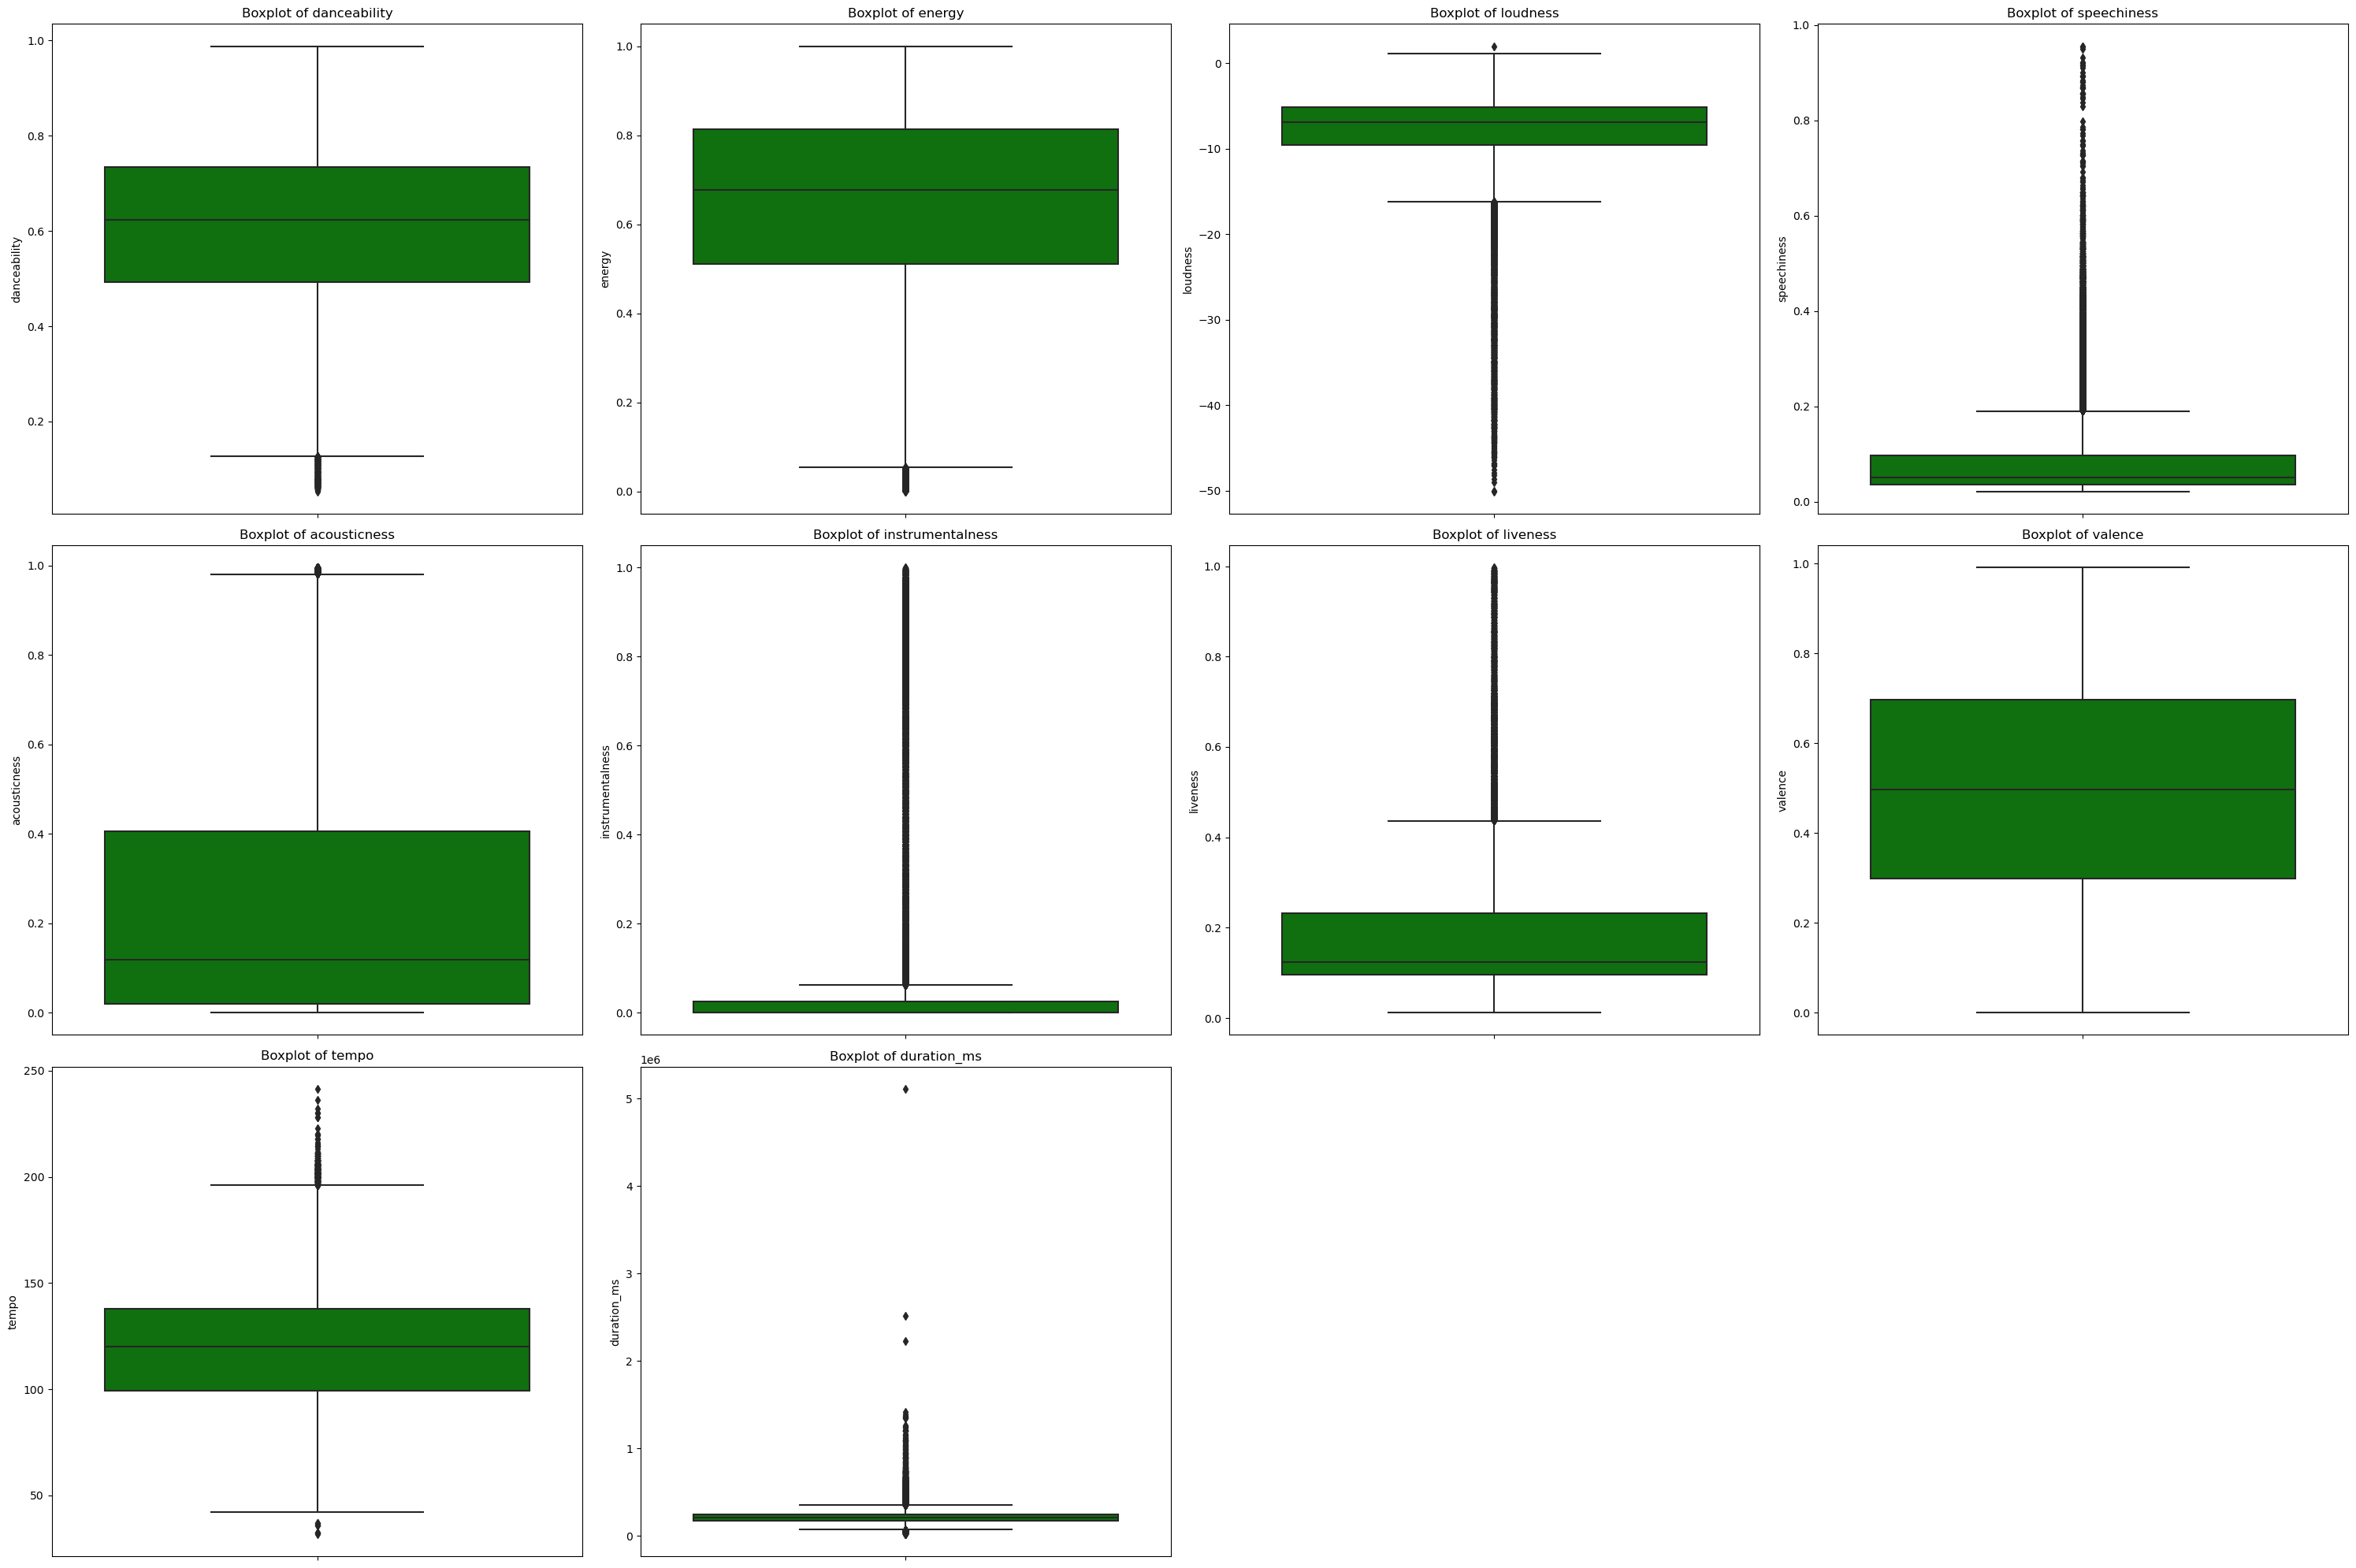 Boxplot of danceability
danceability
1.0
0.8
0.6
0.4
0.2
Boxplot of energy
energy
1.0
0.8
0.6
0.4
0.2
0.0
Boxplot of loudness
loudness
0
−10
−20
−30
−40
−50
Boxplot of speechiness
speechiness
1.0
0.8
0.6
0.4
0.2
0.0
Boxplot of acousticness
acousticness
1.0
0.8
0.6
0.4
0.2
0.0
Boxplot of instrumentalness
instrumentalness
1.0
0.8
0.6
0.4
0.2
0.0
Boxplot of liveness
liveness
1.0
0.8
0.6
0.4
0.2
0.0
Boxplot of valence
valence
1.0
0.8
0.6
0.4
0.2
0.0
Boxplot of tempo
tempo
250
200
150
100
50
Boxplot of duration_ms
1e6
duration_ms
5
4
3
2
1
0